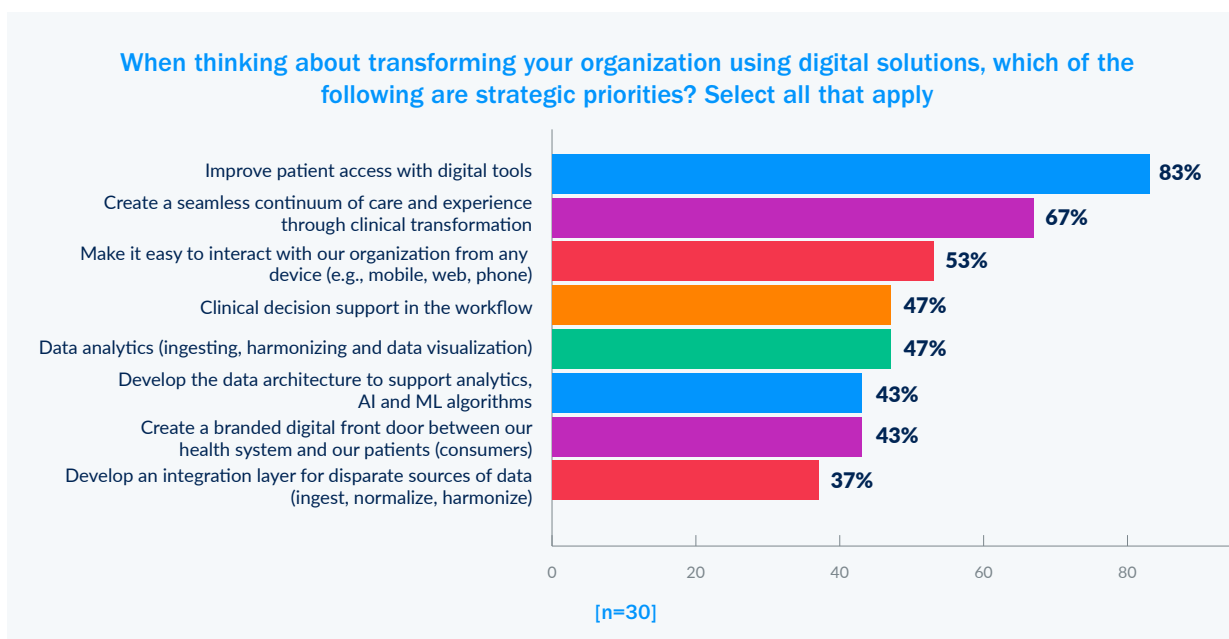 When thinking about transforming your organization using digital solutions, which of the
following are strategic priorities? Select all that apply
Improve patient access with digital tools
83%
Create a seamless continuum of care and experience
through clinical transformation
67%
Make it easy to interact with our organization from any
device (e.g., mobile, web, phone)
53%
Clinical decision support in the workflow
47%
Data analytics (ingesting, harmonizing and data visualization)
47%
Develop the data architecture to support analytics,
AI and ML algorithms
43%
Create a branded digital front door between our
health system and our patients (consumers)
43%
Develop an integration layer for disparate sources of data
(ingest, normalize, harmonize)
37%
0 20 40 60 80
[n=30]